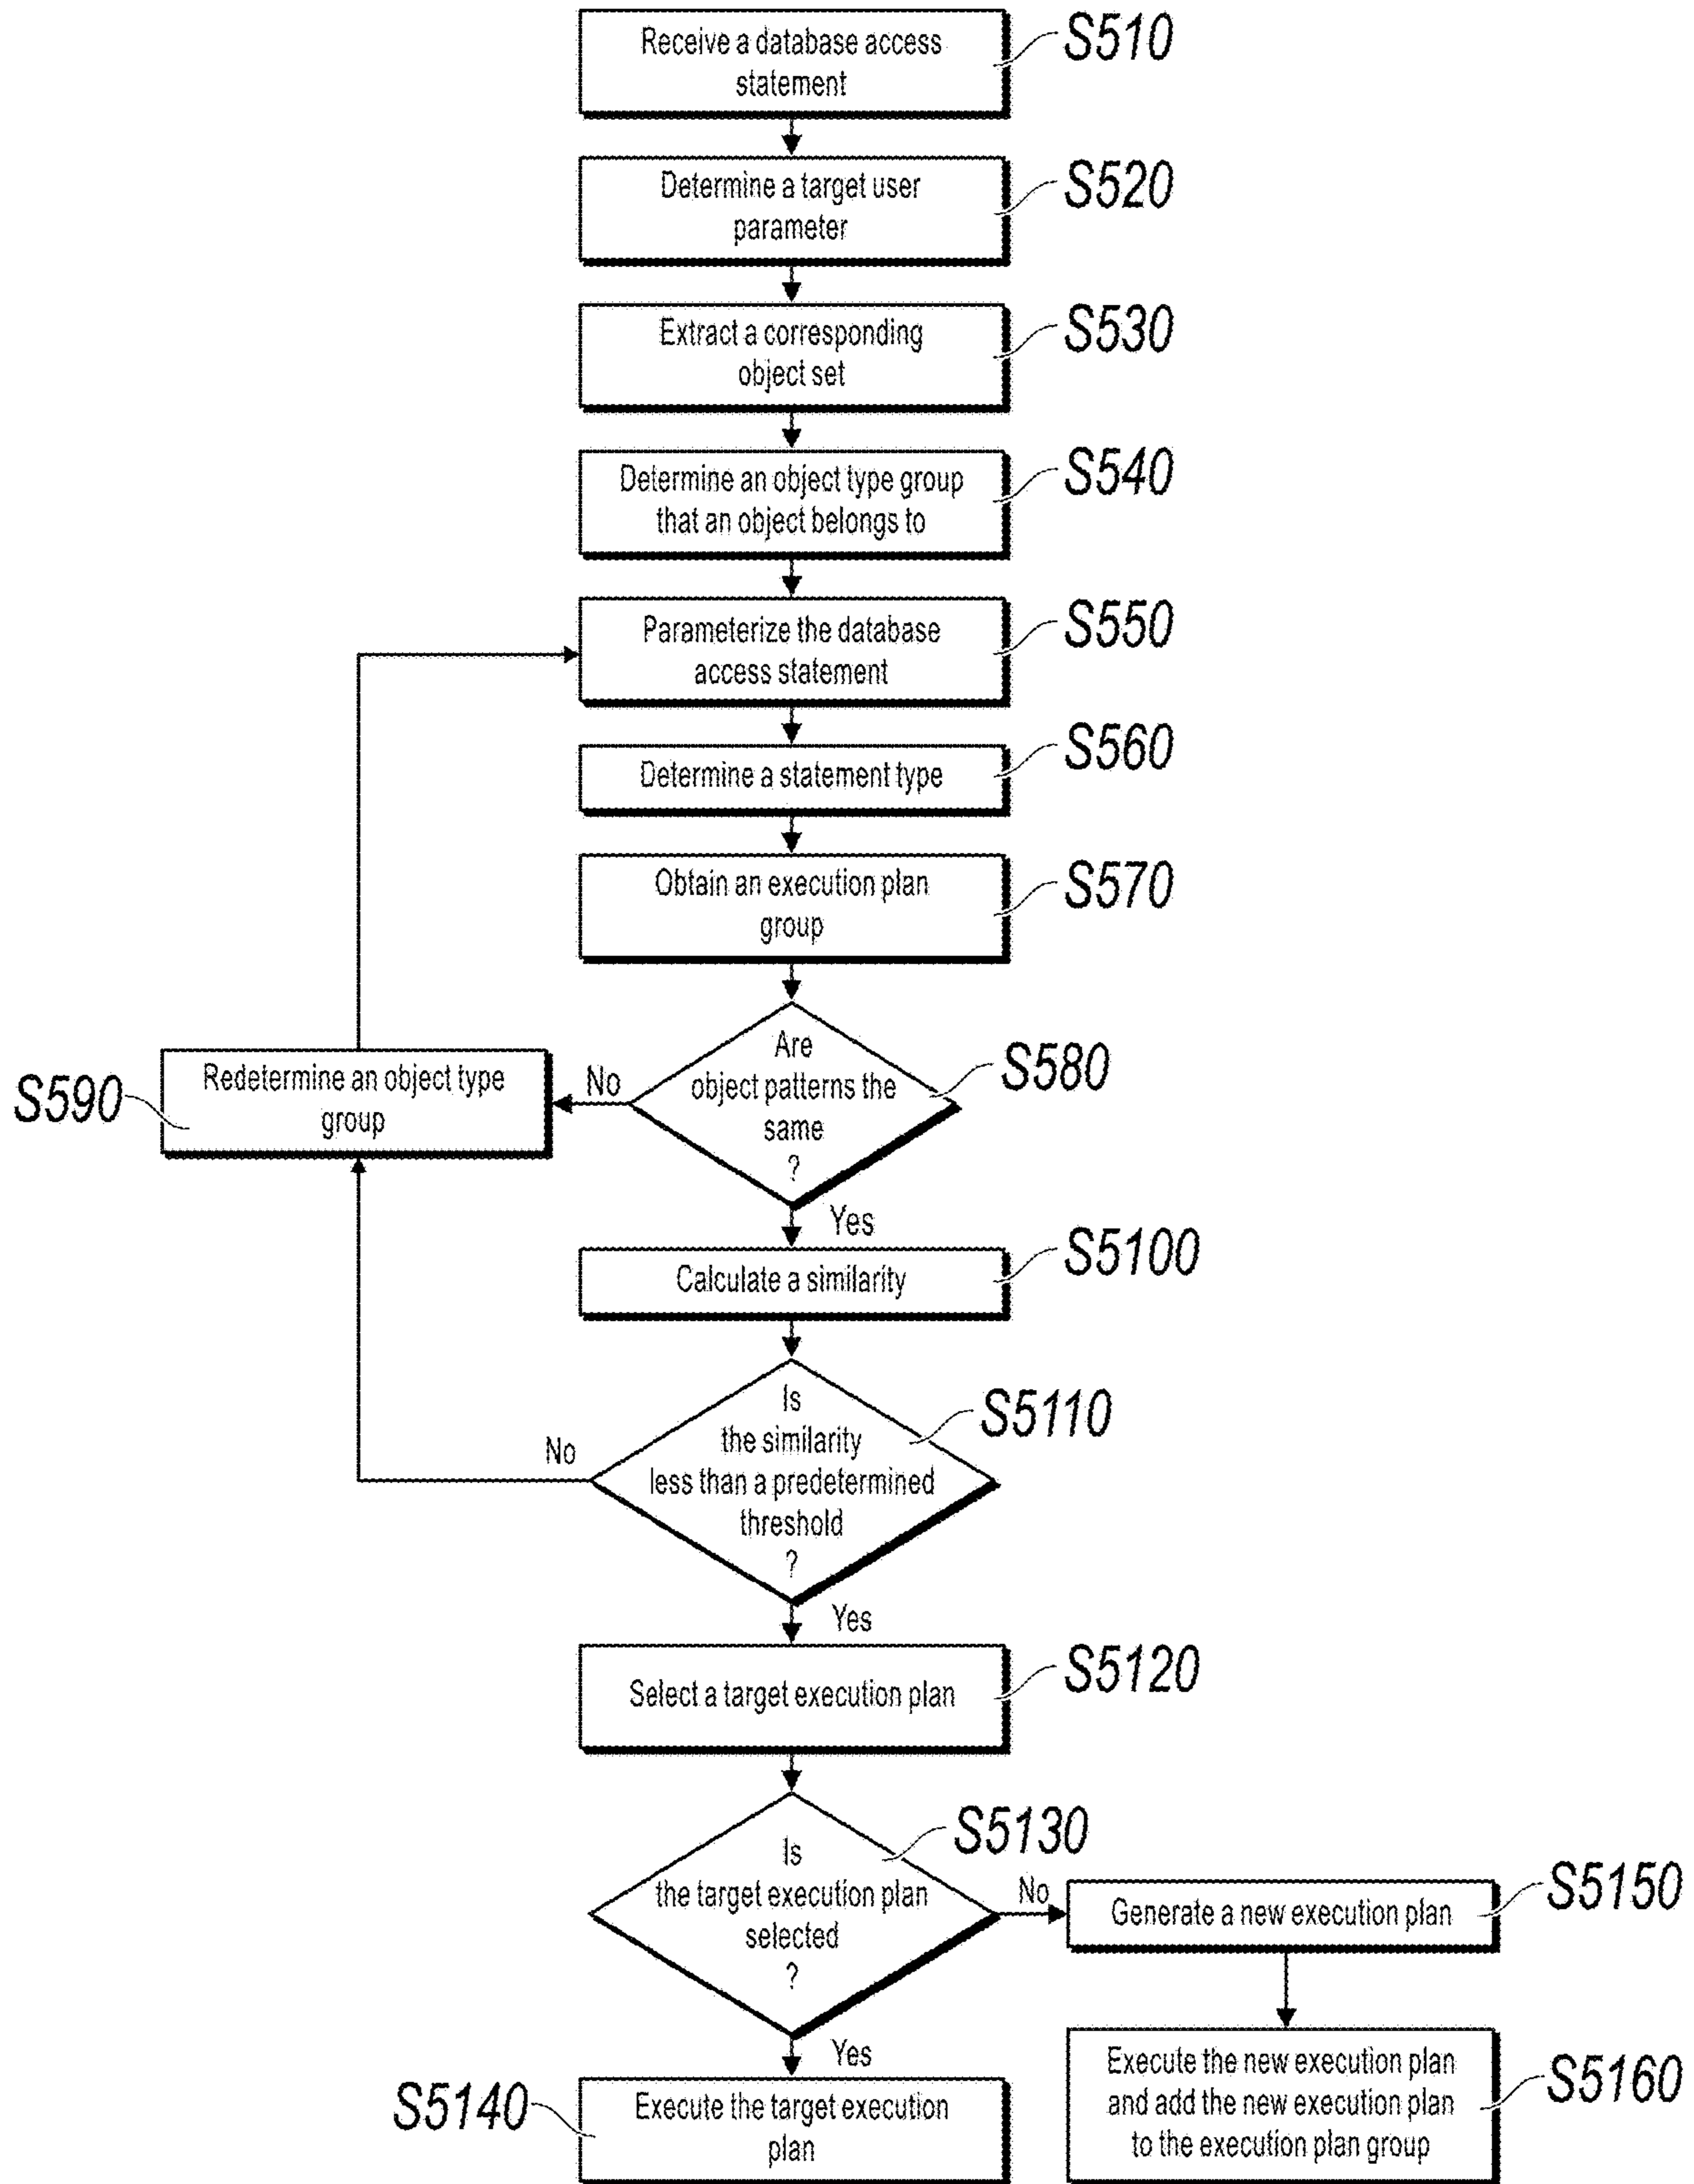 Receive a database access
statement
S510
Determine a target user
parameter
S520
Extract a corresponding
object set
S530
Determine an object type group
that an object belongs to
S540
Parameterize the database
access statement
S550
Determine a statement type
S560
Obtain an execution plan
group
S570
Are
object patterns the
same
?
S580
No
Redetermine an object type
group
S590
Yes
Calculate a similarity
S5100
Is
the similarity
less than a predetermined
threshold
?
S5110
No
Yes
Select a target execution plan
S5120
Is
the target execution plan
selected
?
S5130
No
Generate a new execution plan
S5150
Yes
Execute the target execution
plan
S5140
Execute the new execution plan
and add the new execution plan
to the execution plan group
S5160